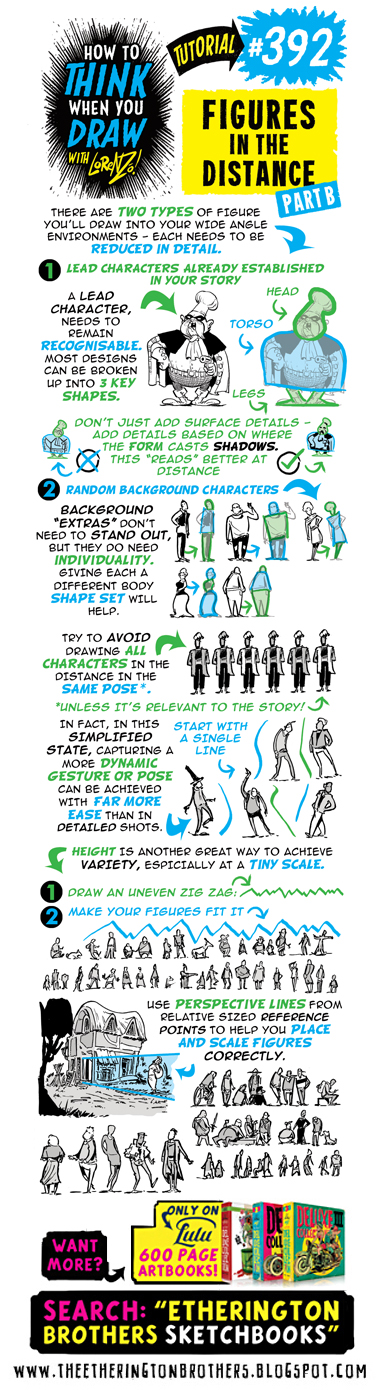 HOW TO
THINK
WHEN YOU
DRAW
WITH LORENZO!
TUTORIAL
#392
FIGURES
IN THE
DISTANCE
PART B
THERE ARE TWO TYPES OF FIGURE
YOU'LL DRAW INTO YOUR WIDE ANGLE
ENVIRONMENTS - EACH NEEDS TO BE
REDUCED IN DETAIL.
1 LEAD CHARACTERS ALREADY ESTABLISHED
IN YOUR STORY
A LEAD
CHARACTER,
NEEDS TO
REMAIN
RECOGNISABLE.
MOST DESIGNS
CAN BE BROKEN
UP INTO 3 KEY
SHAPES.
HEAD
TORSO
LEGS
DON'T JUST ADD SURFACE DETAILS -
ADD DETAILS BASED ON WHERE
THE FORM CASTS SHADOWS.
THIS "READS" BETTER AT
DISTANCE
2 RANDOM BACKGROUND CHARACTERS
BACKGROUND
"EXTRAS" DON'T
NEED TO STAND OUT,
BUT THEY DO NEED
INDIVIDUALITY.
GIVING EACH A
DIFFERENT BODY
SHAPE SET WILL
HELP.
TRY TO AVOID
DRAWING ALL
CHARACTERS IN THE
DISTANCE IN THE
SAME POSE*.
*UNLESS IT'S RELEVANT TO THE STORY!
IN FACT, IN THIS
SIMPLIFIED
STATE, CAPTURING A
MORE DYNAMIC
GESTURE OR POSE
CAN BE ACHIEVED
WITH FAR MORE
EASE THAN IN
DETAILED SHOTS.
START WITH
A SINGLE
LINE
HEIGHT IS ANOTHER GREAT WAY TO ACHIEVE
VARIETY, ESPICIALLY AT A TINY SCALE.
1 DRAW AN UNEVEN ZIG ZAG:
2 MAKE YOUR FIGURES FIT IT
USE PERSPECTIVE LINES FROM
RELATIVE SIZED REFERENCE
POINTS TO HELP YOU PLACE
AND SCALE FIGURES
CORRECTLY.
WANT
MORE?
ONLY ON
Lulu
600 PAGE
ARTBOOKS!
SEARCH: "ETHERINGTON
BROTHERS SKETCHBOOKS"
WWW.THEETHERINGTONBROTHERS.BLOGSPOT.COM